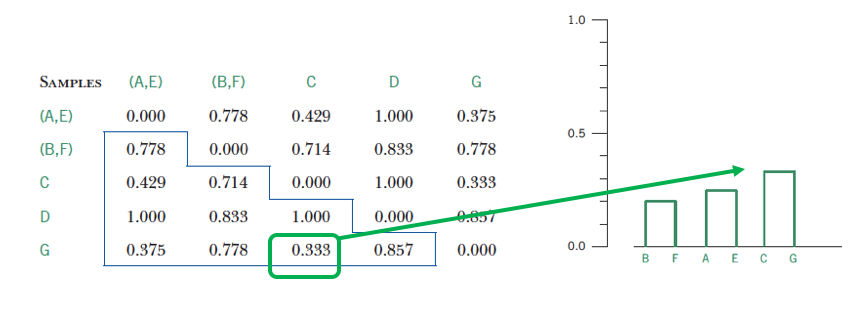 SAMPLES (A,E) (B,F) C D G
(A,E) 0.000 0.778 0.429 1.000 0.375
(B,F) 0.778 0.000 0.714 0.833 0.778
C 0.429 0.714 0.000 1.000 0.333
D 1.000 0.833 1.000 0.000 0.857
G 0.375 0.778 0.333 0.857 0.000
1.0
0.5
0.0
B F A E C G